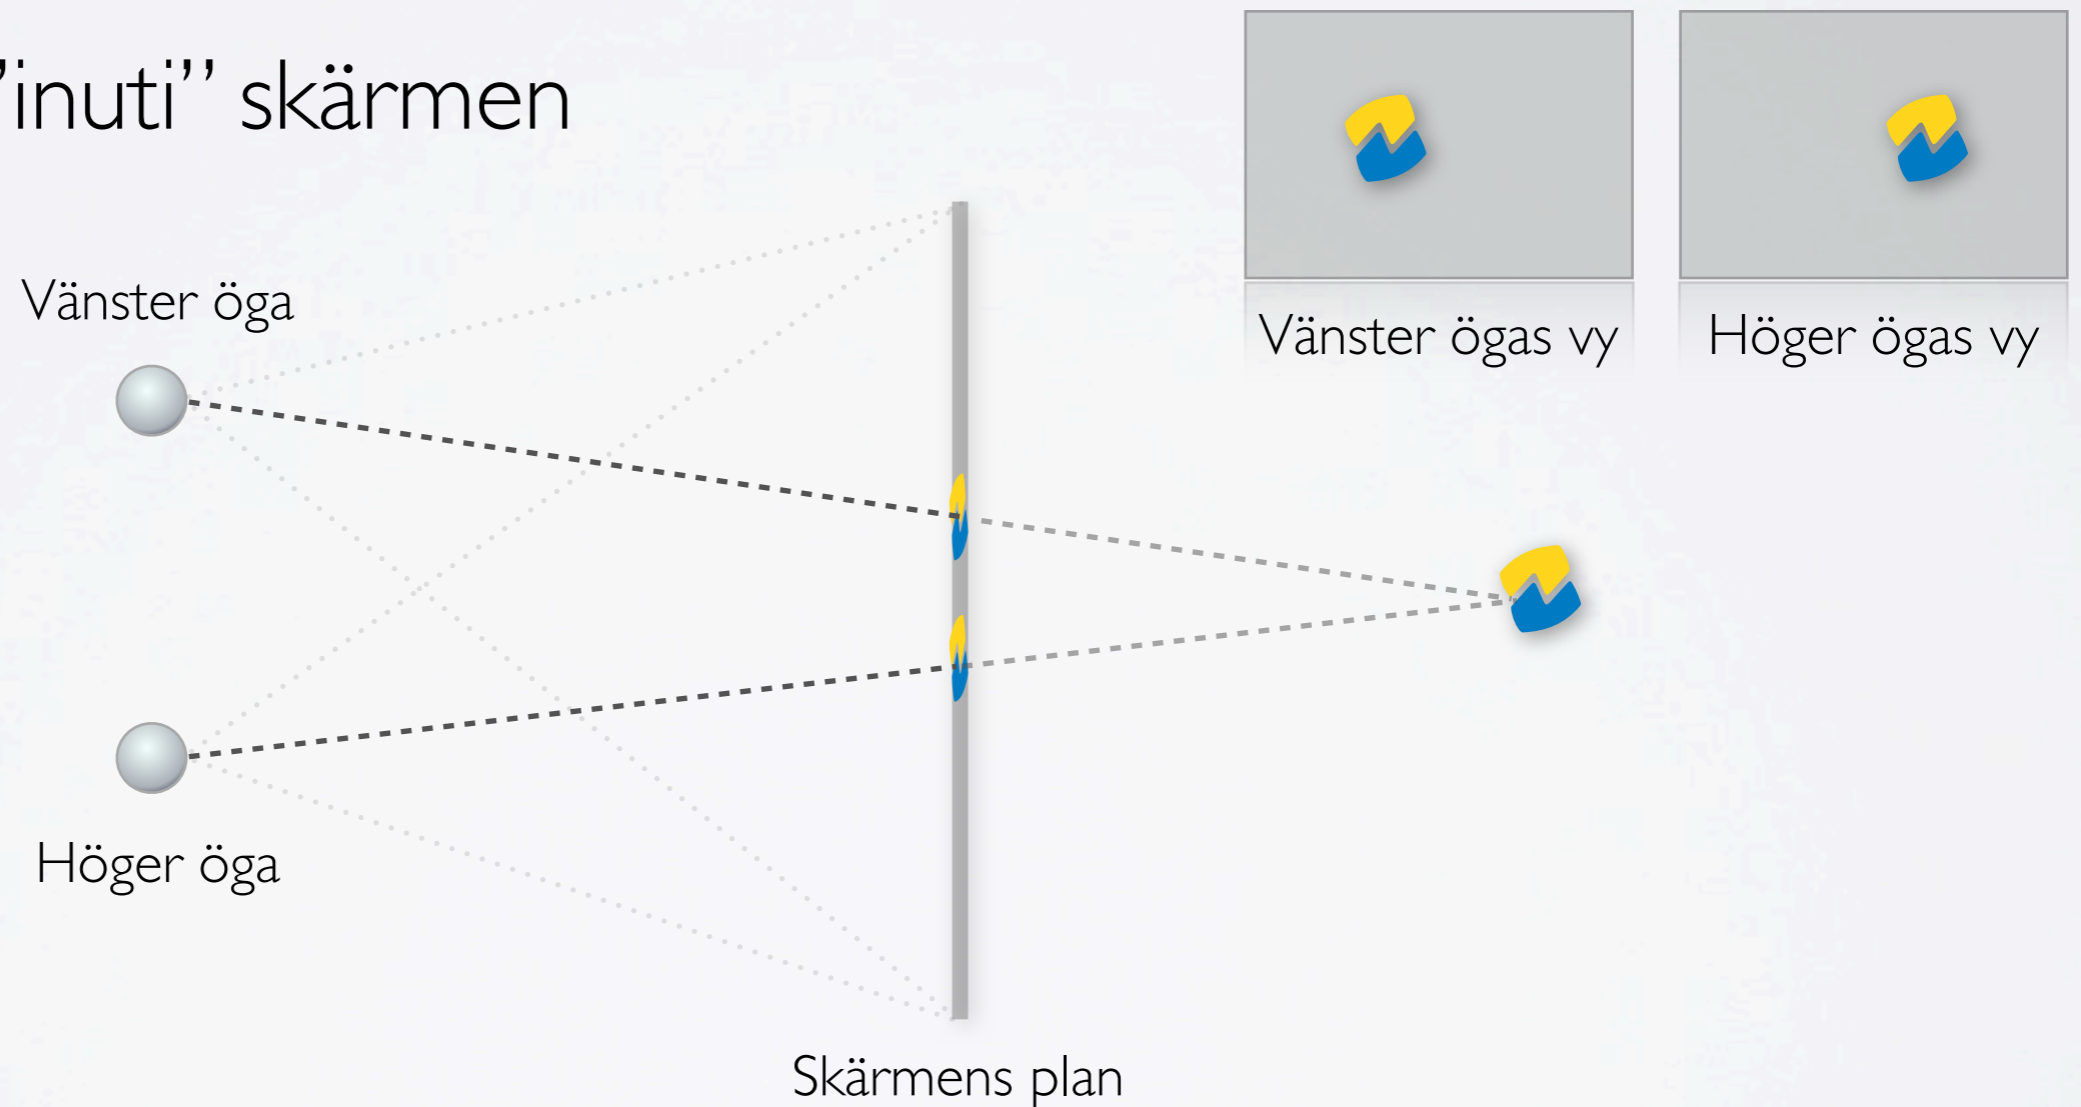 ”inuti” skärmen
Vänster ögas vy
Höger ögas vy
Vänster öga
Höger öga
Skärmens plan